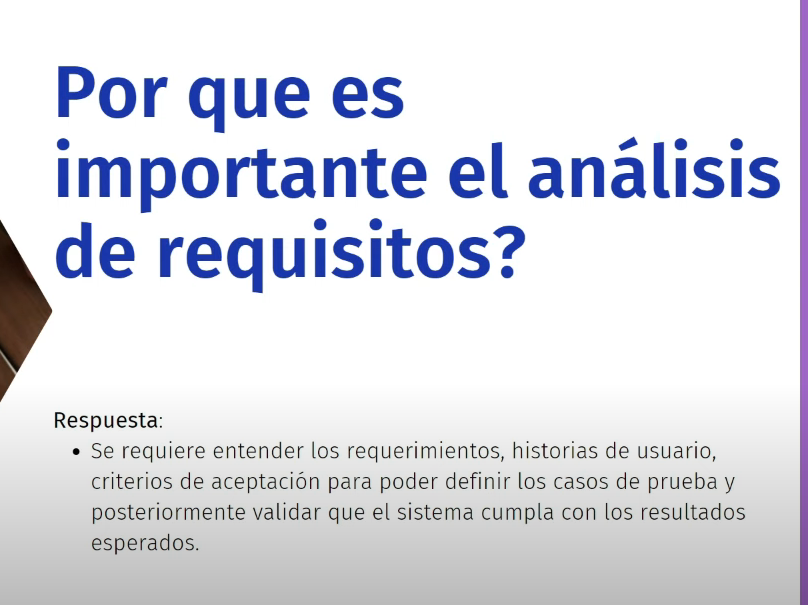 Por que es
importante el análisis
de requisitos?
Respuesta:
• Se requiere entender los requerimientos, historias de usuario,
criterios de aceptación para poder definir los casos de prueba y
posteriormente validar que el sistema cumpla con los resultados
esperados.